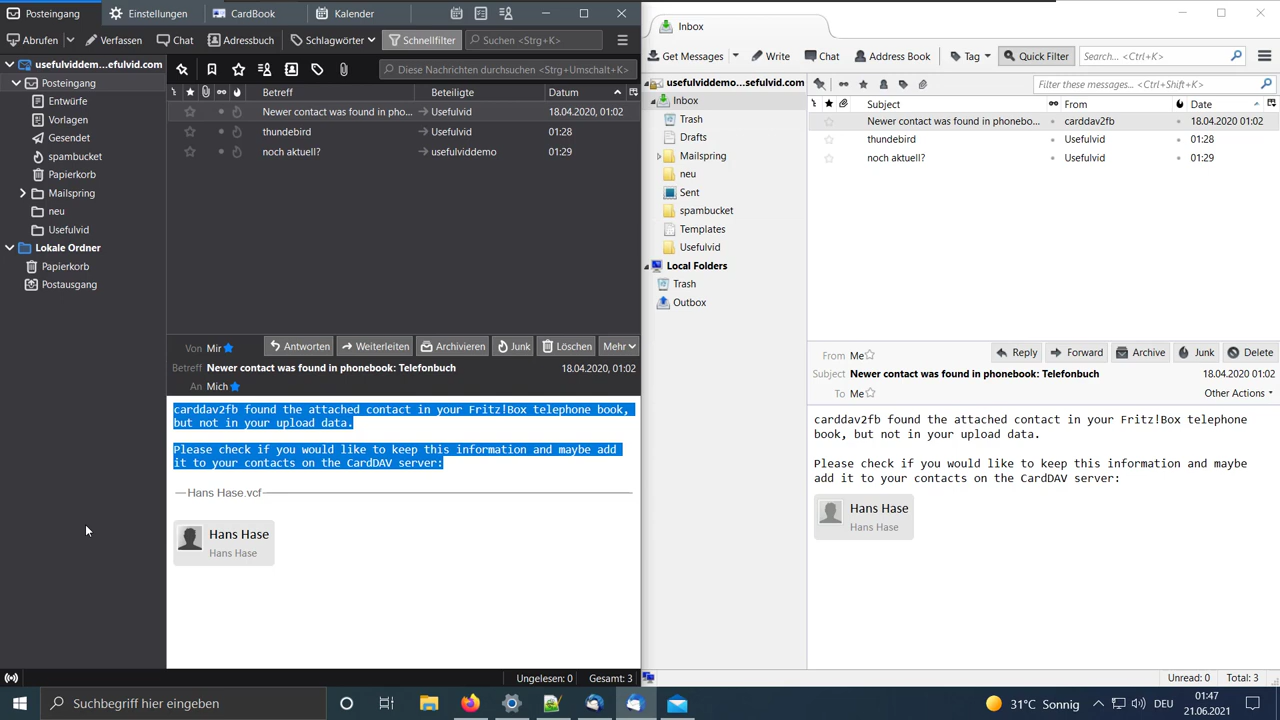 Posteingang
Einstellungen
CardBook
Kalender
Abrufen
Verfassen
Chat
Adressbuch
Schlagwörter
Schnellfilter
Suchen <Strg+K>
usefulviddem...efulvid.com
Posteingang
Entwürfe
Vorlagen
Gesendet
spambucket
Papierkorb
Mailspring
neu
Usefulvid
Lokale Ordner
Papierkorb
Postausgang
Diese Nachrichten durchsuchen <Strg+Umschalt+K>
Betreff Beteiligte Datum
Newer contact was found in pho... Usefulvid 18.04.2020, 01:02
thundebird Usefulvid 01:28
noch aktuell? usefulviddemo 01:29
Von Mir Antworten Weiterleiten Archivieren Junk Löschen Mehr
Betreff Newer contact was found in phonebook: Telefonbuch 18.04.2020, 01:02
An Mich
carddav2fb found the attached contact in your Fritz!Box telephone book,
but not in your upload data.
Please check if you would like to keep this information and maybe add
it to your contacts on the CardDAV server:
Hans Hase.vcf
Hans Hase
Hans Hase
Ungelesen: 0 Gesamt: 3
Inbox
Get Messages Write Chat Address Book Tag Quick Filter Search... <Ctrl+K>
usefulviddemo...sefulvid.com
Inbox
Trash
Drafts
Mailspring
neu
Sent
spambucket
Templates
Usefulvid
Local Folders
Trash
Outbox
Filter these messages... <Ctrl+Shift+K>
Subject From Date
Newer contact was found in phonebo... carddav2fb 18.04.2020 01:02
thundebird Usefulvid 01:28
noch aktuell? Usefulvid 01:29
From Me Reply Forward Archive Junk Delete
Subject Newer contact was found in phonebook: Telefonbuch 18.04.2020, 01:02
To Me Other Actions
carddav2fb found the attached contact in your Fritz!Box telephone
book, but not in your upload data.
Please check if you would like to keep this information and maybe
add it to your contacts on the CardDAV server:
Hans Hase
Hans Hase
Unread: 0 Total: 3
Suchbegriff hier eingeben
31°C Sonnig
DEU
01:47
21.06.2021